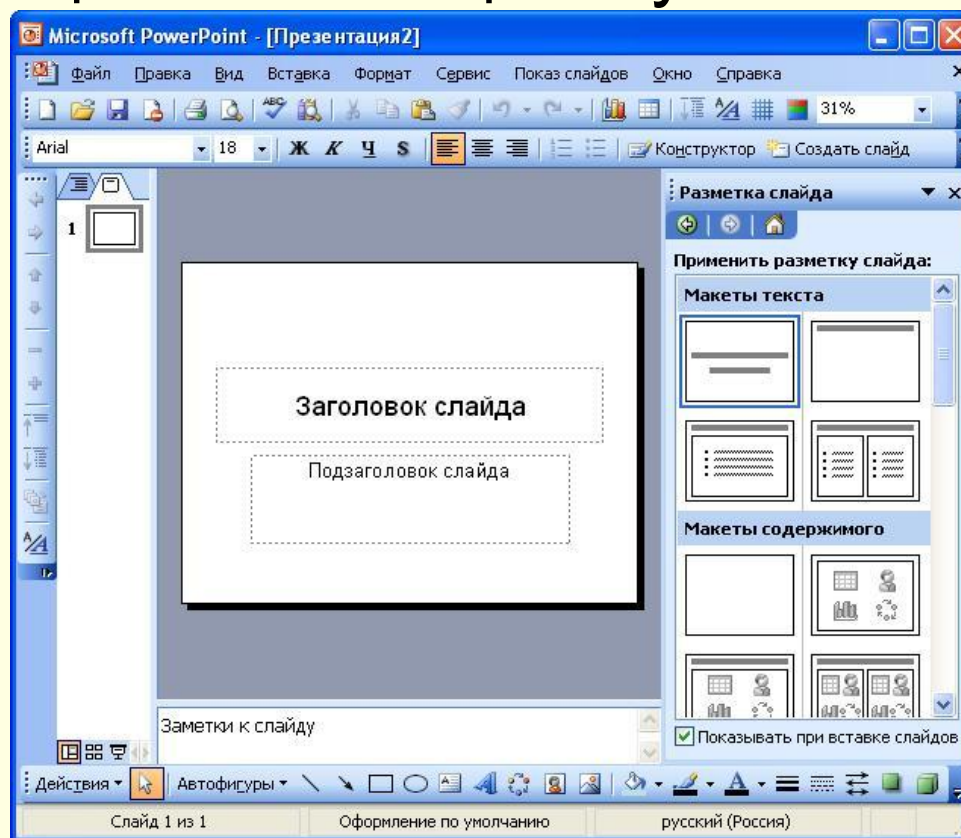 Microsoft PowerPoint - [Презентация2]
Файл Правка Вид Вставка Формат Сервис Показ слайдов Окно Справка
31%
Arial 18 Ж К Ч S Конструктор Создать слайд
Разметка слайда
1
Применить разметку слайда:
Макеты текста
Заголовок слайда
Подзаголовок слайда
Макеты содержимого
Заметки к слайду
Показывать при вставке слайдов
Действия Автофигуры
Слайд 1 из 1 Оформление по умолчанию русский (Россия)